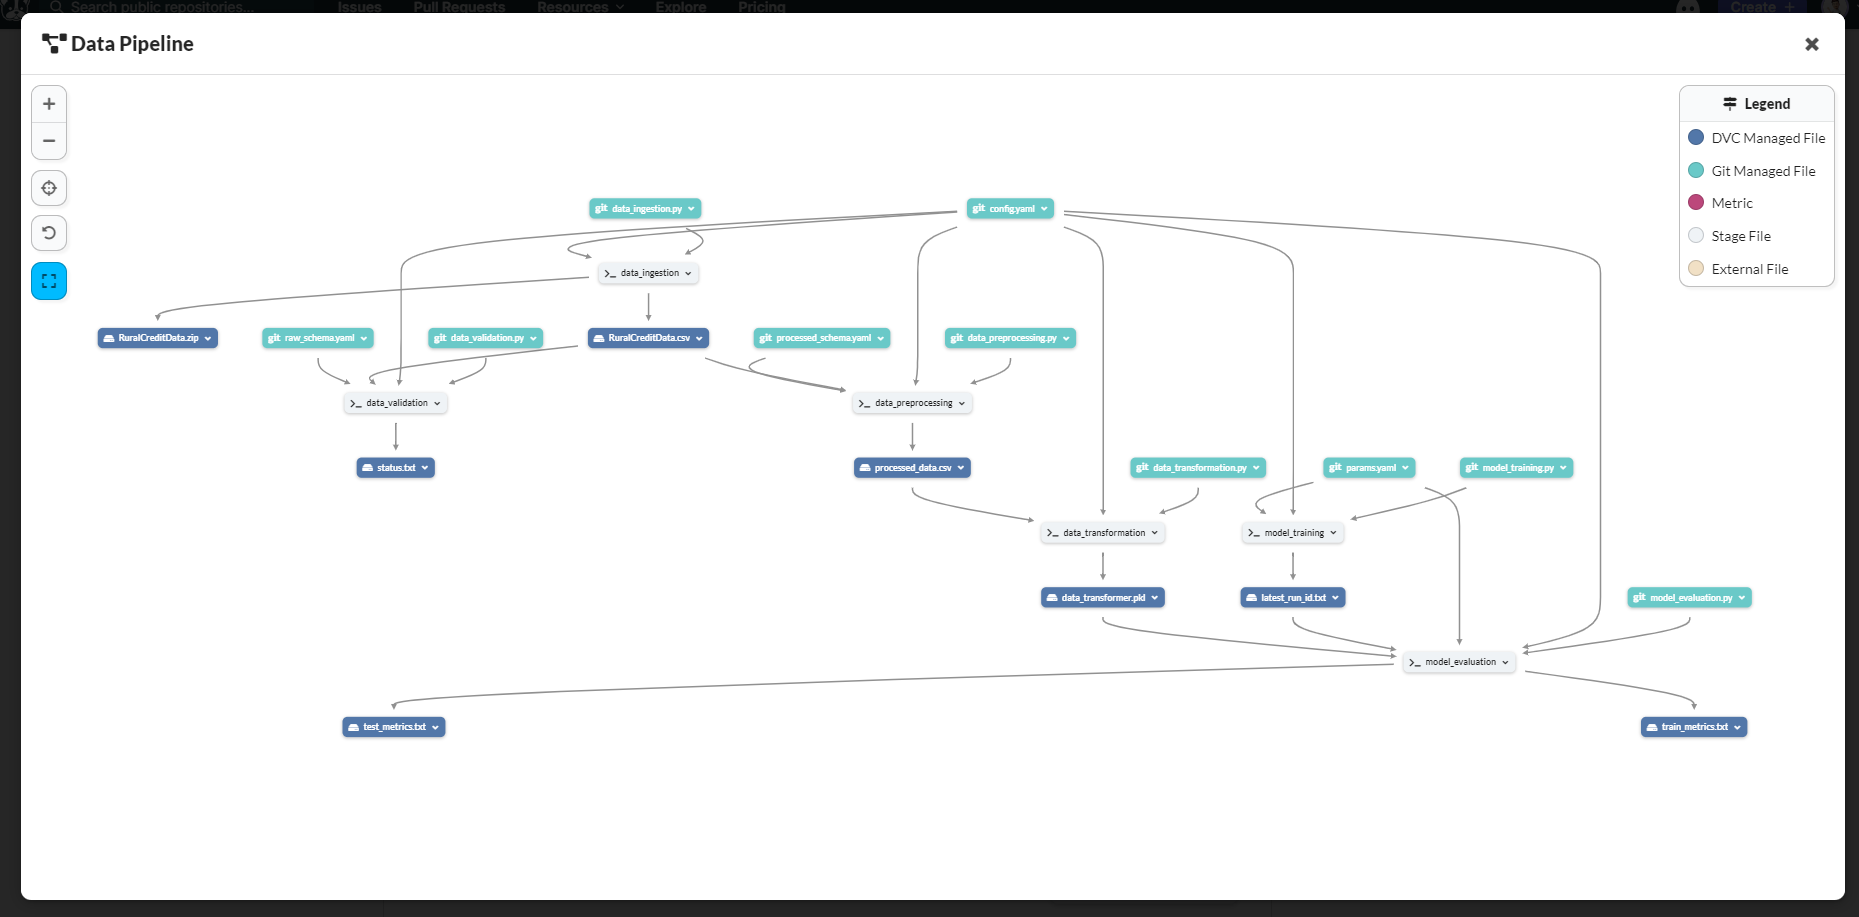 Search public repositories...
Issues
Pull Requests
Resources
Explore
Pricing
Create +
Data Pipeline
Legend
DVC Managed File
Git Managed File
Metric
Stage File
External File
git data_ingestion.py
git config.yaml
>_ data_ingestion
RuralCreditData.zip
git raw_schema.yaml
git data_validation.py
RuralCreditData.csv
git processed_schema.yaml
git data_preprocessing.py
>_ data_validation
>_ data_preprocessing
status.txt
processed_data.csv
git data_transformation.py
git params.yaml
git model_training.py
>_ data_transformation
>_ model_training
data_transformer.pkl
latest_run_id.txt
git model_evaluation.py
>_ model_evaluation
test_metrics.txt
train_metrics.txt